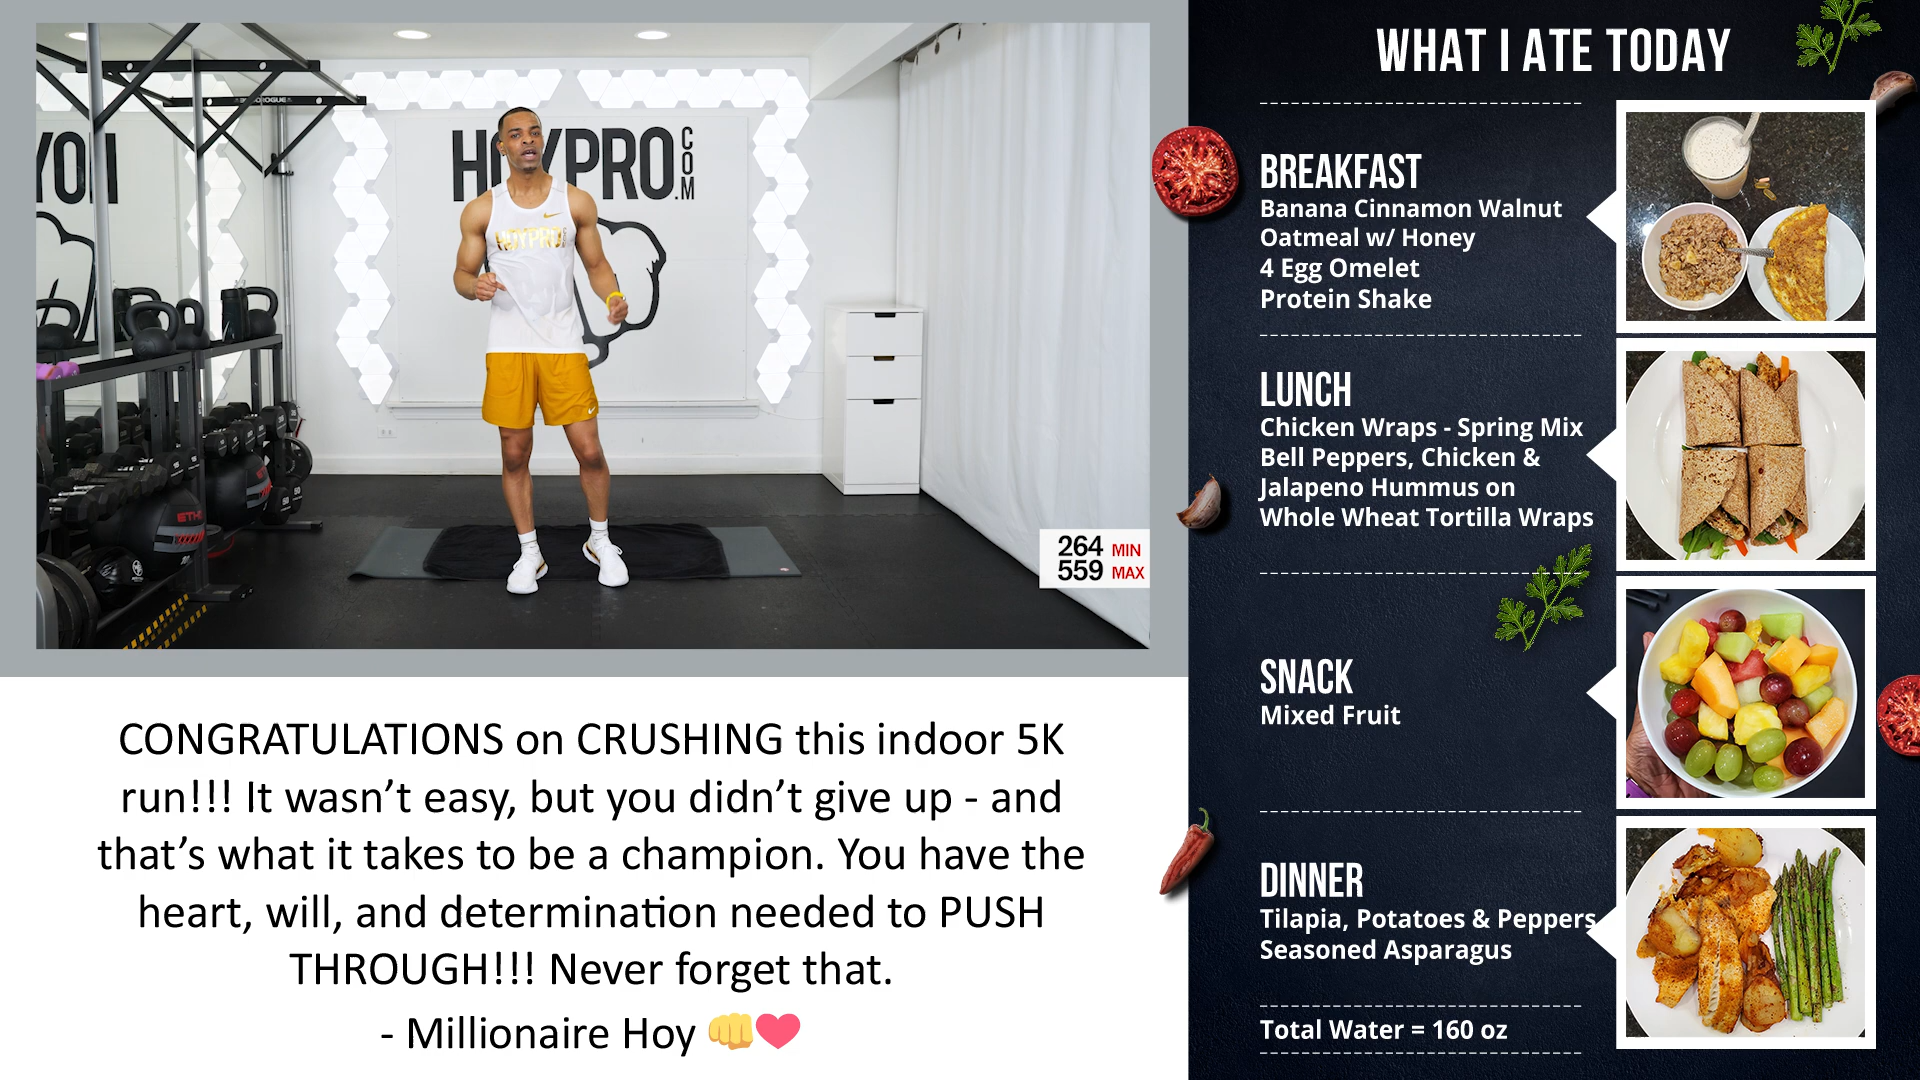 HOYPRO.COM
HOYPRO
264 MIN
559 MAX
CONGRATULATIONS on CRUSHING this indoor 5K
run!!! It wasn’t easy, but you didn’t give up - and
that’s what it takes to be a champion. You have the
heart, will, and determination needed to PUSH
THROUGH!!! Never forget that.
- Millionaire Hoy 👊❤️
WHAT I ATE TODAY
BREAKFAST
Banana Cinnamon Walnut
Oatmeal w/ Honey
4 Egg Omelet
Protein Shake
LUNCH
Chicken Wraps - Spring Mix
Bell Peppers, Chicken &
Jalapeno Hummus on
Whole Wheat Tortilla Wraps
SNACK
Mixed Fruit
DINNER
Tilapia, Potatoes & Peppers
Seasoned Asparagus
Total Water = 160 oz